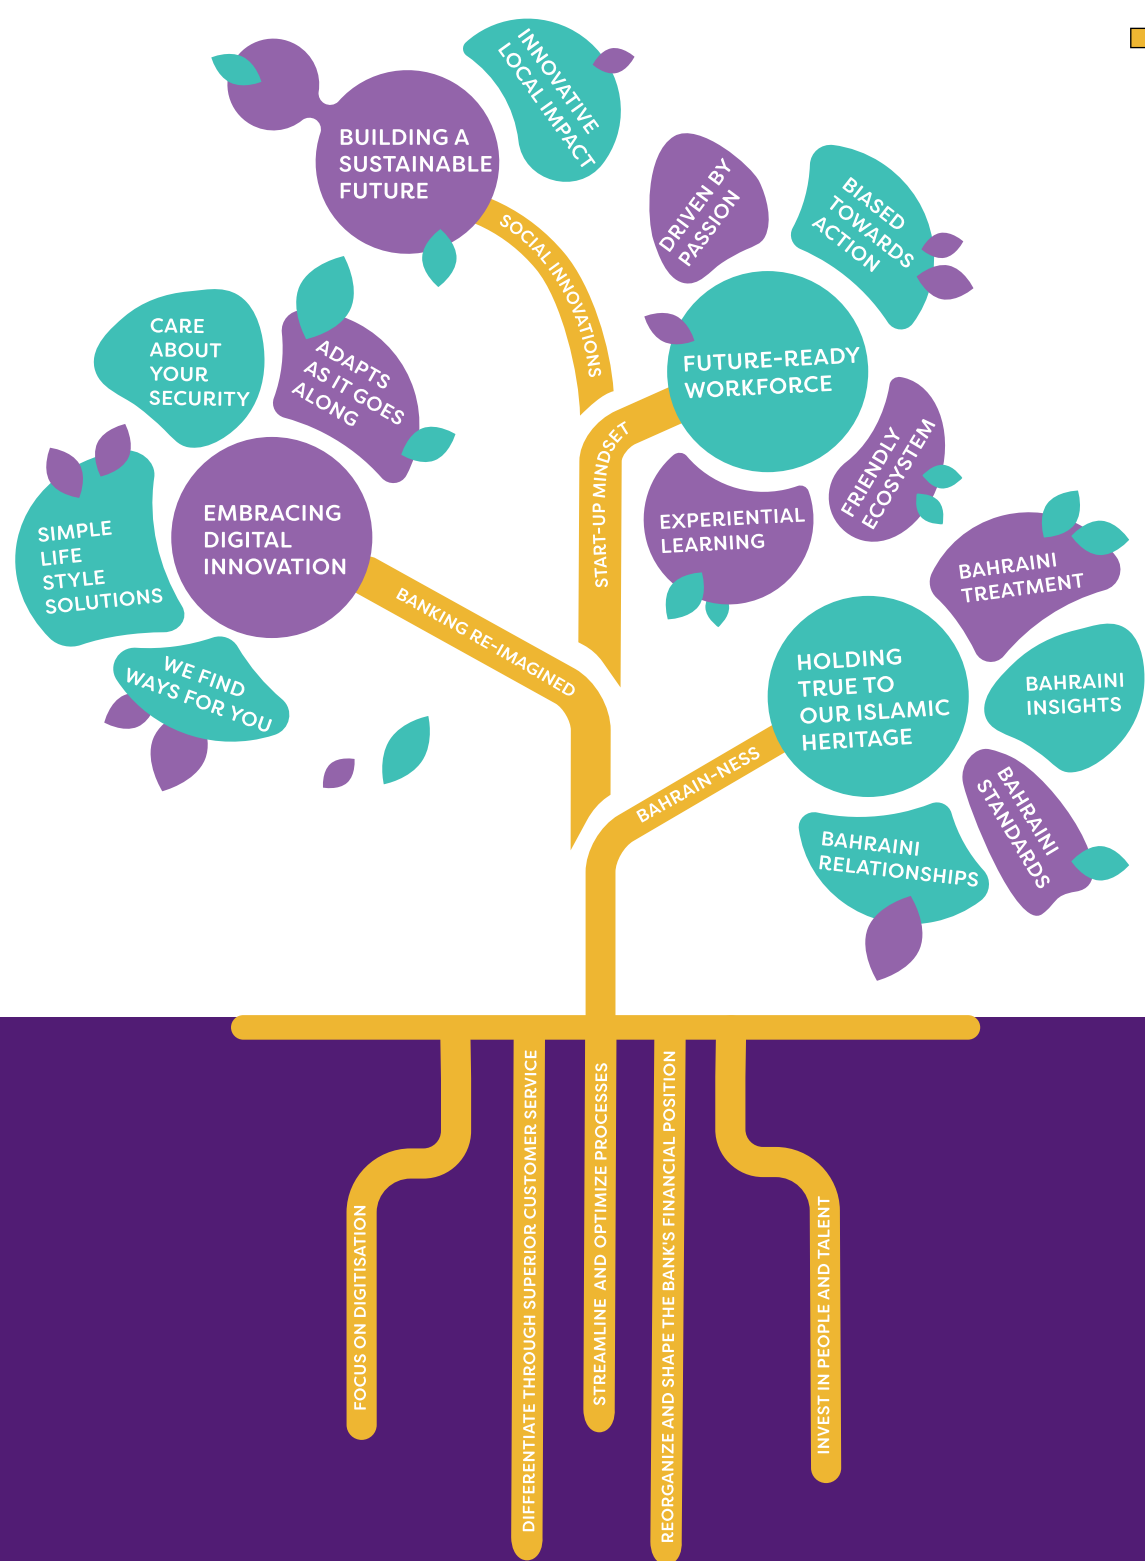 INNOVATIVE
LOCAL IMPACT
BUILDING A
SUSTAINABLE
FUTURE
SOCIAL INNOVATIONS
DRIVEN BY
PASSION
BIASED
TOWARDS
ACTION
FUTURE-READY
WORKFORCE
FRIENDLY
ECOSYSTEM
EXPERIENTIAL
LEARNING
START-UP MINDSET
CARE
ABOUT
YOUR
SECURITY
ADAPTS
AS IT GOES
ALONG
SIMPLE
LIFE
STYLE
SOLUTIONS
EMBRACING
DIGITAL
INNOVATION
WE FIND
WAYS FOR YOU
BANKING RE-IMAGINED
BAHRAINI
TREATMENT
HOLDING
TRUE TO
OUR ISLAMIC
HERITAGE
BAHRAINI
INSIGHTS
BAHRAINI
STANDARDS
BAHRAINI
RELATIONSHIPS
BAHRAIN-NESS
FOCUS ON DIGITISATION
DIFFERENTIATE THROUGH SUPERIOR CUSTOMER SERVICE
STREAMLINE AND OPTIMIZE PROCESSES
REORGANIZE AND SHAPE THE BANK'S FINANCIAL POSITION
INVEST IN PEOPLE AND TALENT